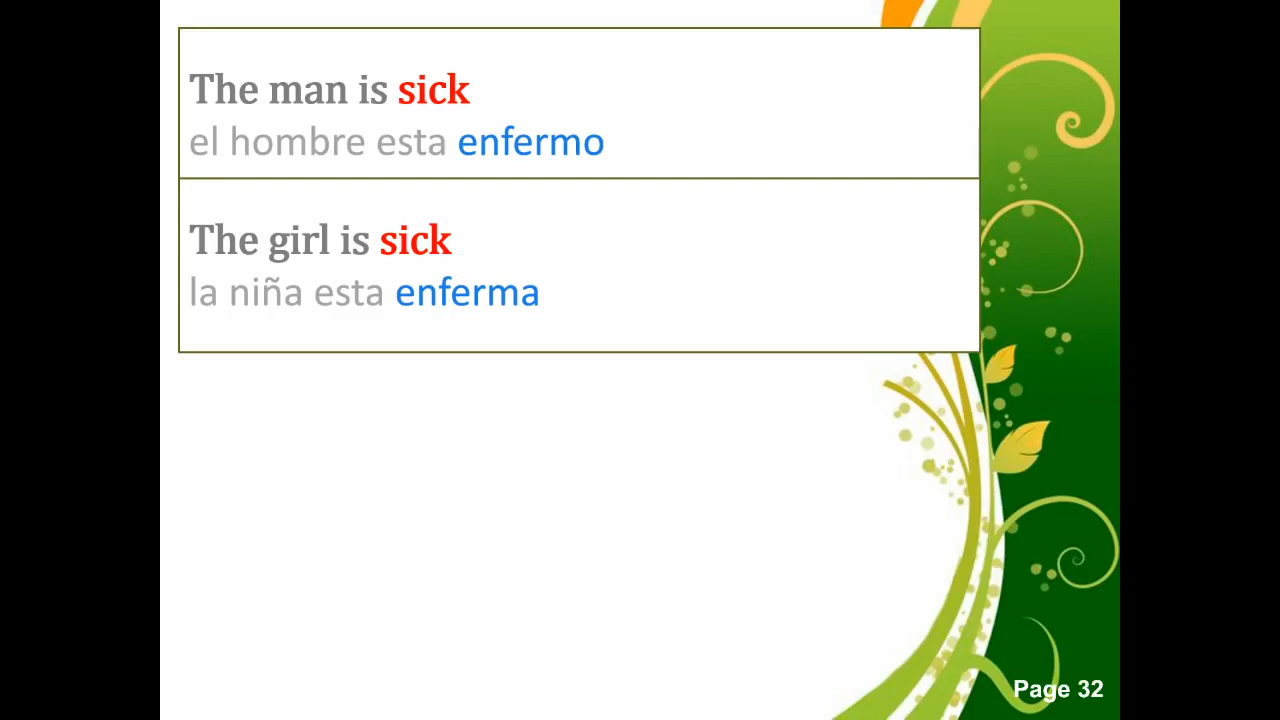 The man is sick
el hombre esta enfermo
The girl is sick
la niña esta enferma
Page 32